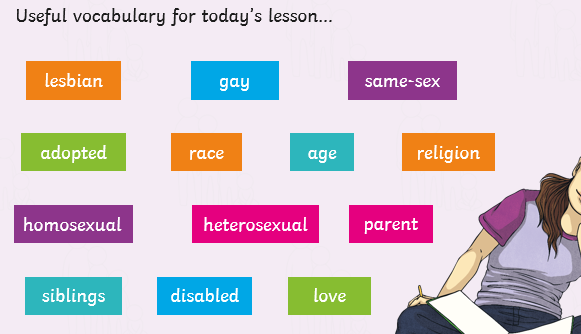 Useful vocabulary for today's lesson...
lesbian gay same-sex
adopted race age religion
homosexual heterosexual parent
siblings disabled love